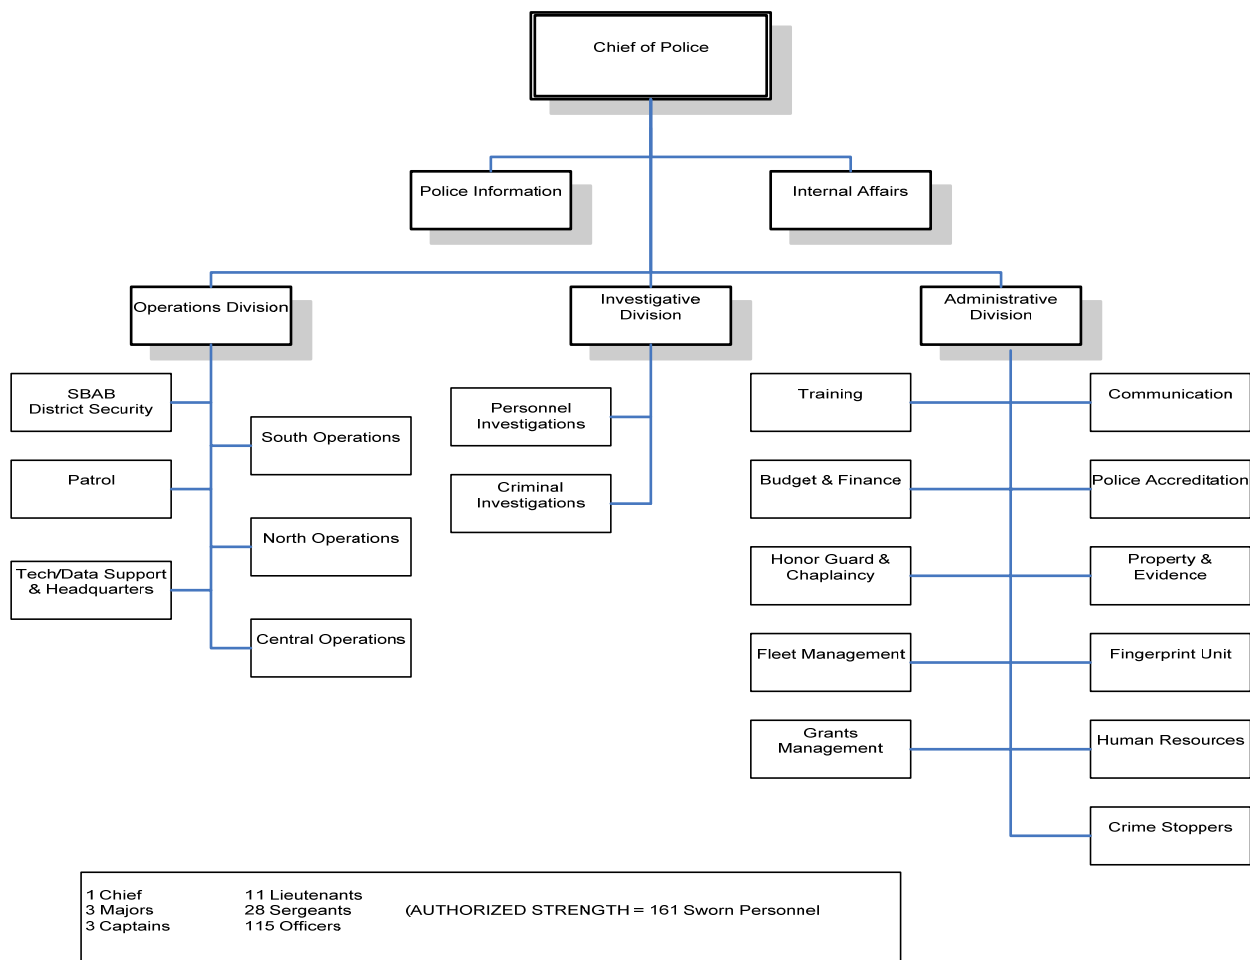 Chief of Police
Police Information
Internal Affairs
Operations Division
Investigative
Division
Administrative
Division
SBAB
District Security
South Operations
Patrol
North Operations
Tech/Data Support
& Headquarters
Central Operations
Personnel
Investigations
Criminal
Investigations
Training
Communication
Budget & Finance
Police Accreditation
Honor Guard &
Chaplaincy
Property &
Evidence
Fleet Management
Fingerprint Unit
Grants
Management
Human Resources
Crime Stoppers
1 Chief 11 Lieutenants
3 Majors 28 Sergeants (AUTHORIZED STRENGTH = 161 Sworn Personnel
3 Captains 115 Officers